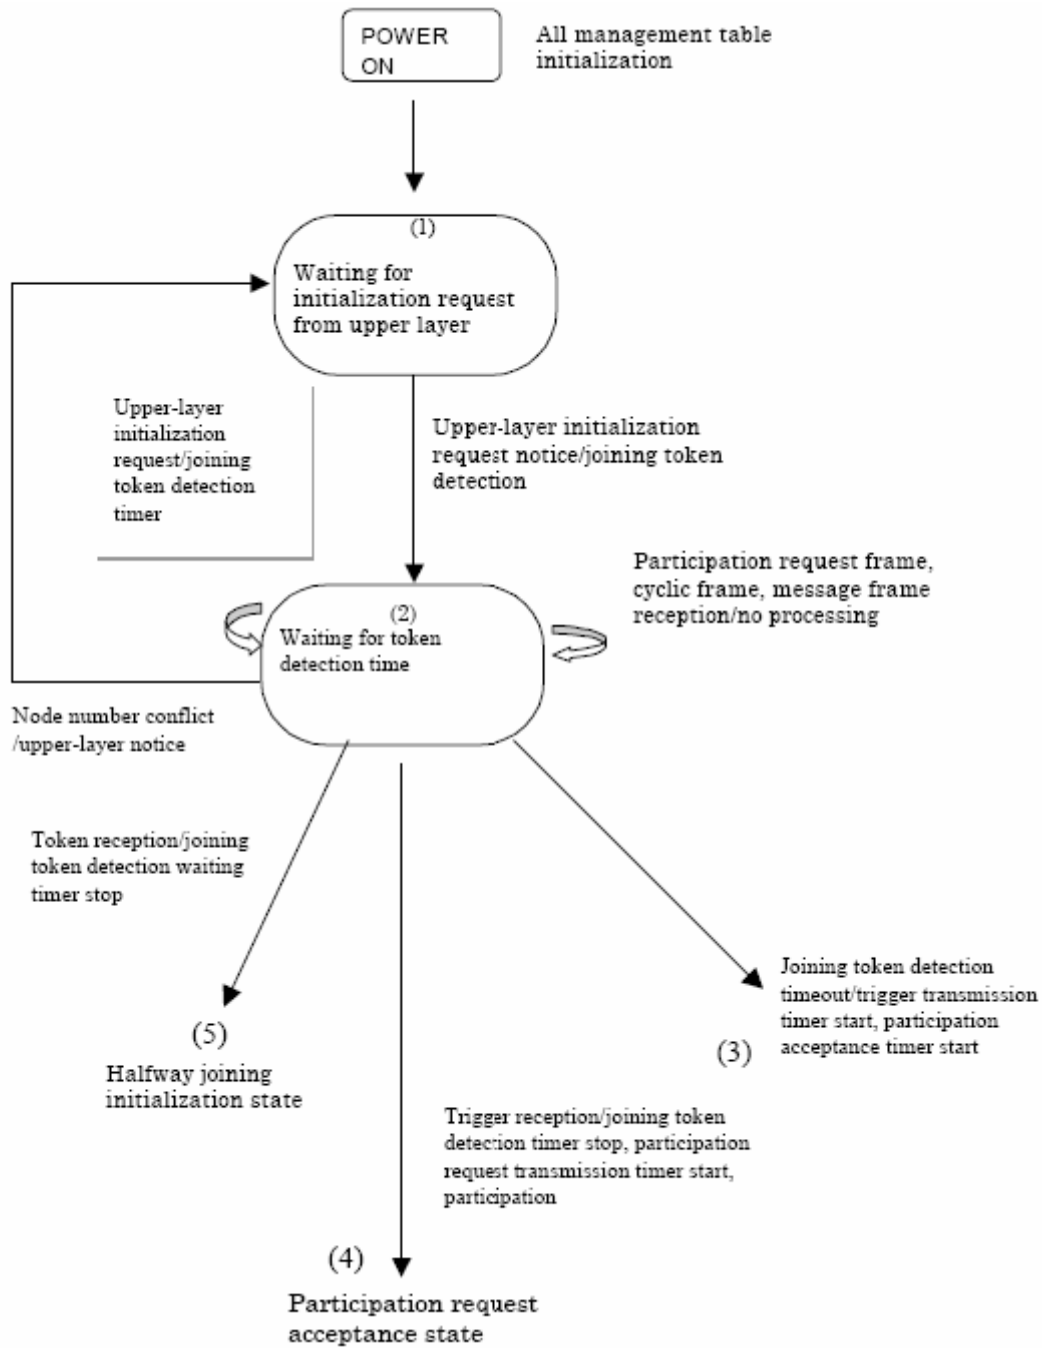 POWER
ON
All management table
initialization
(1)
Waiting for
initialization request
from upper layer
Upper-layer
initialization
request/joining
token detection
timer
Upper-layer initialization
request notice/joining token
detection
Participation request frame,
cyclic frame, message frame
reception/no processing
(2)
Waiting for token
detection time
Node number conflict
/upper-layer notice
Token reception/joining
token detection waiting
timer stop
(5)
Halfway joining
initialization state
Joining token detection
timeout/trigger transmission
timer start, participation
acceptance timer start
(3)
Trigger reception/joining token
detection timer stop, participation
request transmission timer start,
participation
(4)
Participation request
acceptance state